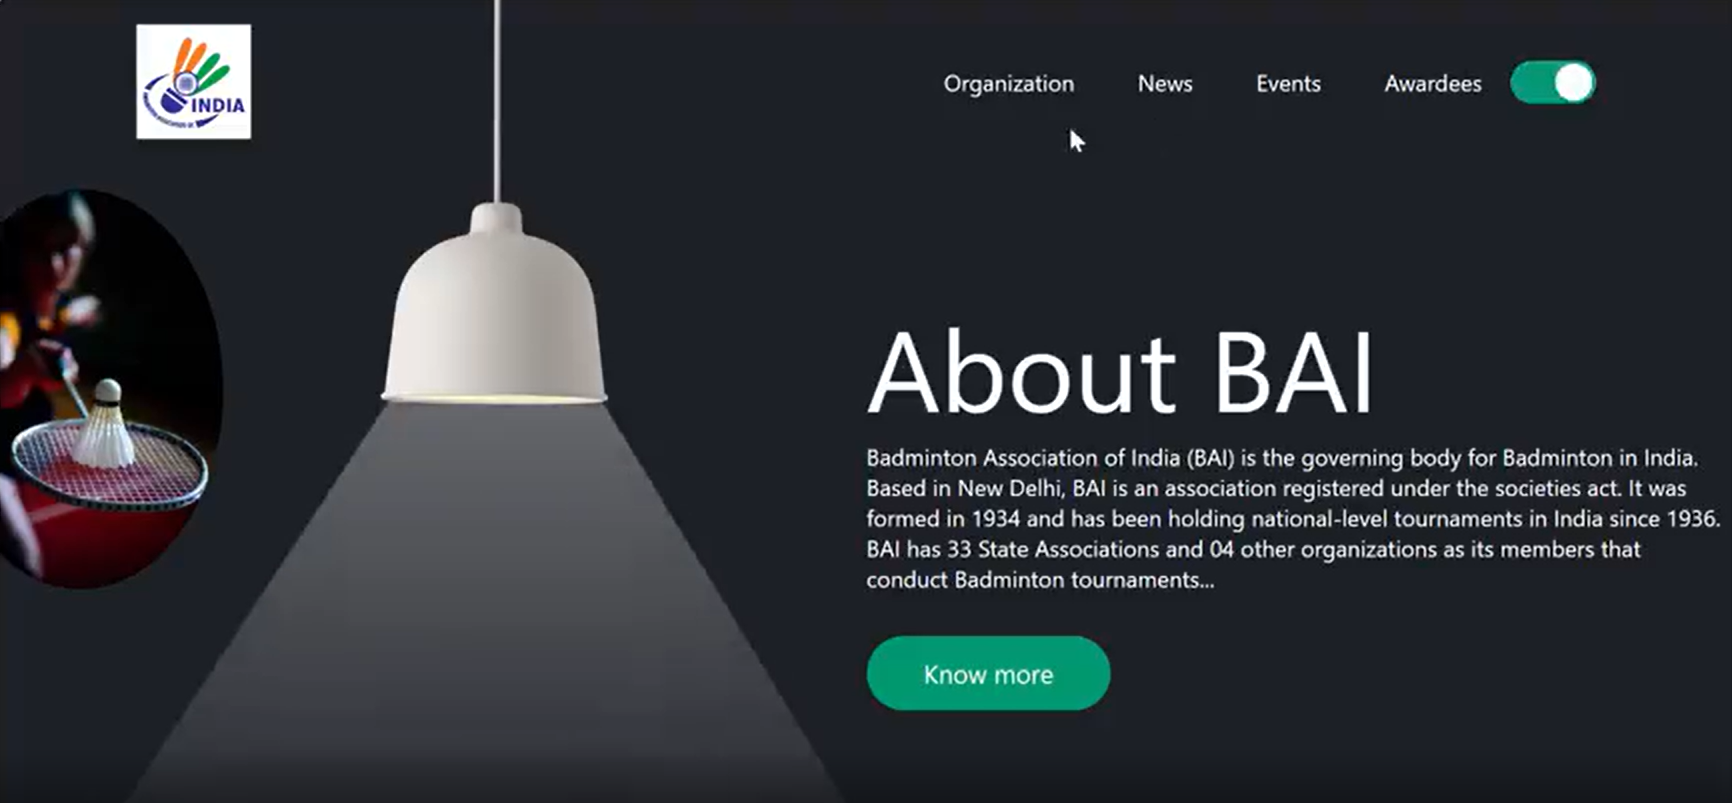 INDIA
Organization News Events Awardees
About BAI
Badminton Association of India (BAI) is the governing body for Badminton in India.
Based in New Delhi, BAI is an association registered under the societies act. It was
formed in 1934 and has been holding national-level tournaments in India since 1936.
BAI has 33 State Associations and 04 other organizations as its members that
conduct Badminton tournaments...
Know more